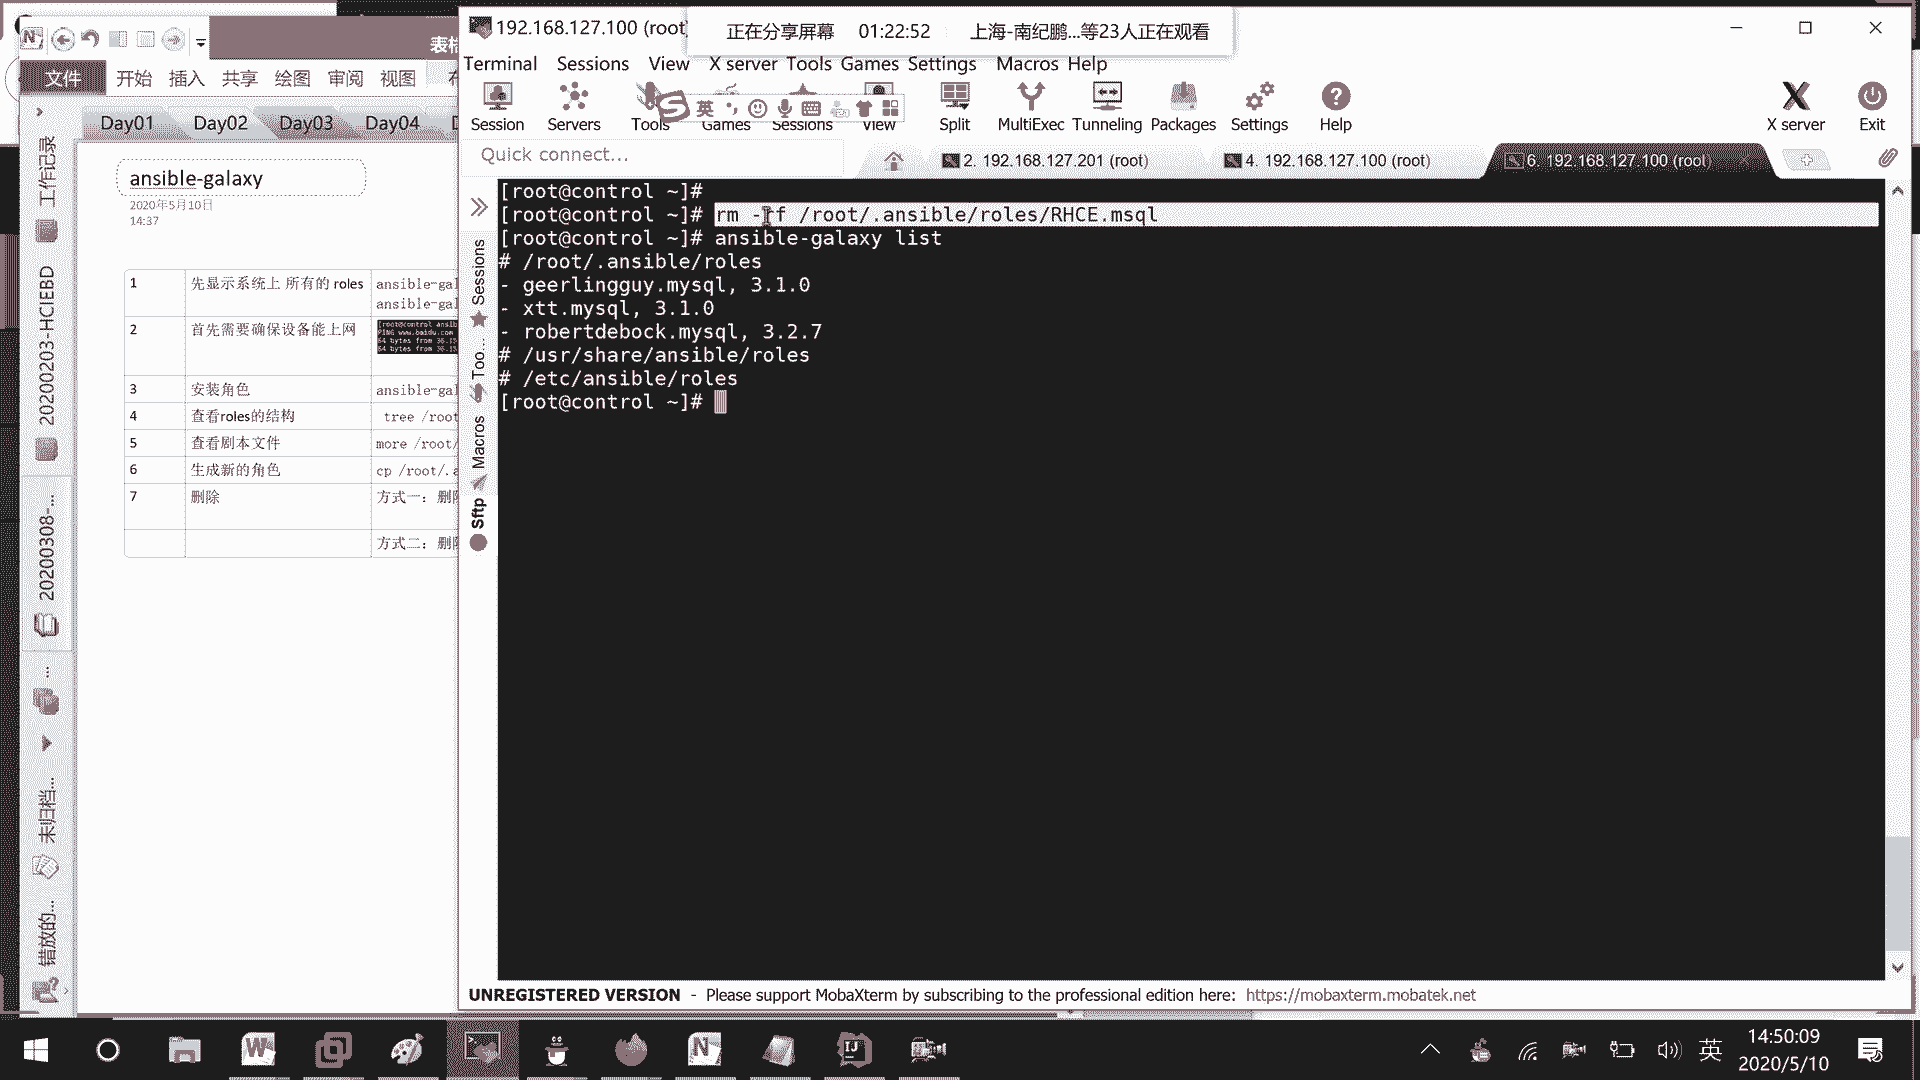 表格
文件
开始 插入 共享 绘图 审阅 视图
Day01 Day02 Day03 Day04
ansible-galaxy
2020年5月10日
14:37
1 先显示系统上 所有的 roles ansible-gal
ansible-gal
2 首先需要确保设备能上网
3 安装角色 ansible-gal
4 查看roles的结构 tree /root
5 查看剧本文件 more /root/
6 生成新的角色 cp /root/.a
7 删除 方式一：删
方式二：删
工作记录
20200203-HCIEBD
20200308-...
未归档...
错放的...
192.168.127.100 (root)
正在分享屏幕 01:22:52 上海-南纪鹏...等23人正在观看
Terminal Sessions View X server Tools Games Settings Macros Help
英
Session Servers Tools Games Sessions View Split MultiExec Tunneling Packages Settings Help X server Exit
Quick connect...
2. 192.168.127.201 (root) 4. 192.168.127.100 (root) 6. 192.168.127.100 (root)
Sessions
Too...
Macros
Sftp
[root@control ~]#
[root@control ~]# rm -rf /root/.ansible/roles/RHCE.msql
[root@control ~]# ansible-galaxy list
# /root/.ansible/roles
- geerlingguy.mysql, 3.1.0
- xtt.mysql, 3.1.0
- robertdebock.mysql, 3.2.7
# /usr/share/ansible/roles
# /etc/ansible/roles
[root@control ~]#
UNREGISTERED VERSION - Please support MobaXterm by subscribing to the professional edition here: https://mobaxterm.mobatek.net
英
14:50:09
2020/5/10